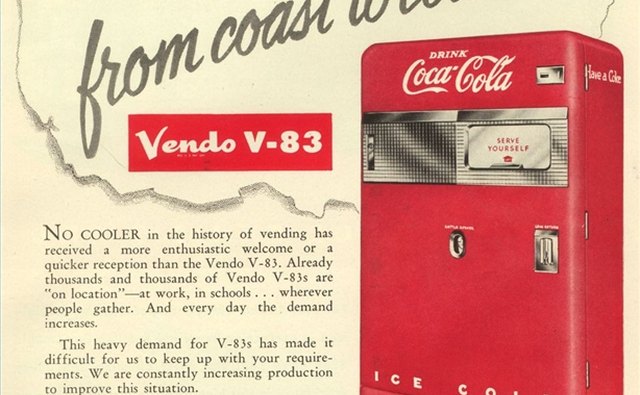 from coast to
Vendo V-83
NO COOLER in the history of vending has
received a more enthusiastic welcome or a
quicker reception than the Vendo V-83. Already
thousands and thousands of Vendo V-83s are
"on location"—at work, in schools . . . wherever
people gather. And every day the demand
increases.
This heavy demand for V-83s has made it
difficult for us to keep up with your require-
ments. We are constantly increasing production
to improve this situation.
DRINK
Coca-Cola
Have a Coke
SERVE
YOURSELF
ICE COL